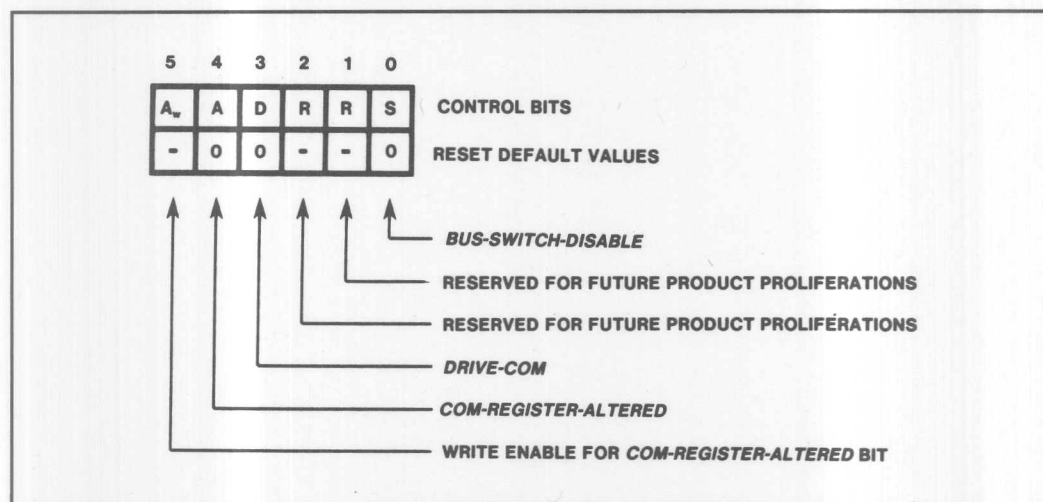 5 4 3 2 1 0
Aw A D R R S CONTROL BITS
- 0 0 - - 0 RESET DEFAULT VALUES
BUS-SWITCH-DISABLE
RESERVED FOR FUTURE PRODUCT PROLIFERATIONS
RESERVED FOR FUTURE PRODUCT PROLIFERATIONS
DRIVE-COM
COM-REGISTER-ALTERED
WRITE ENABLE FOR COM-REGISTER-ALTERED BIT